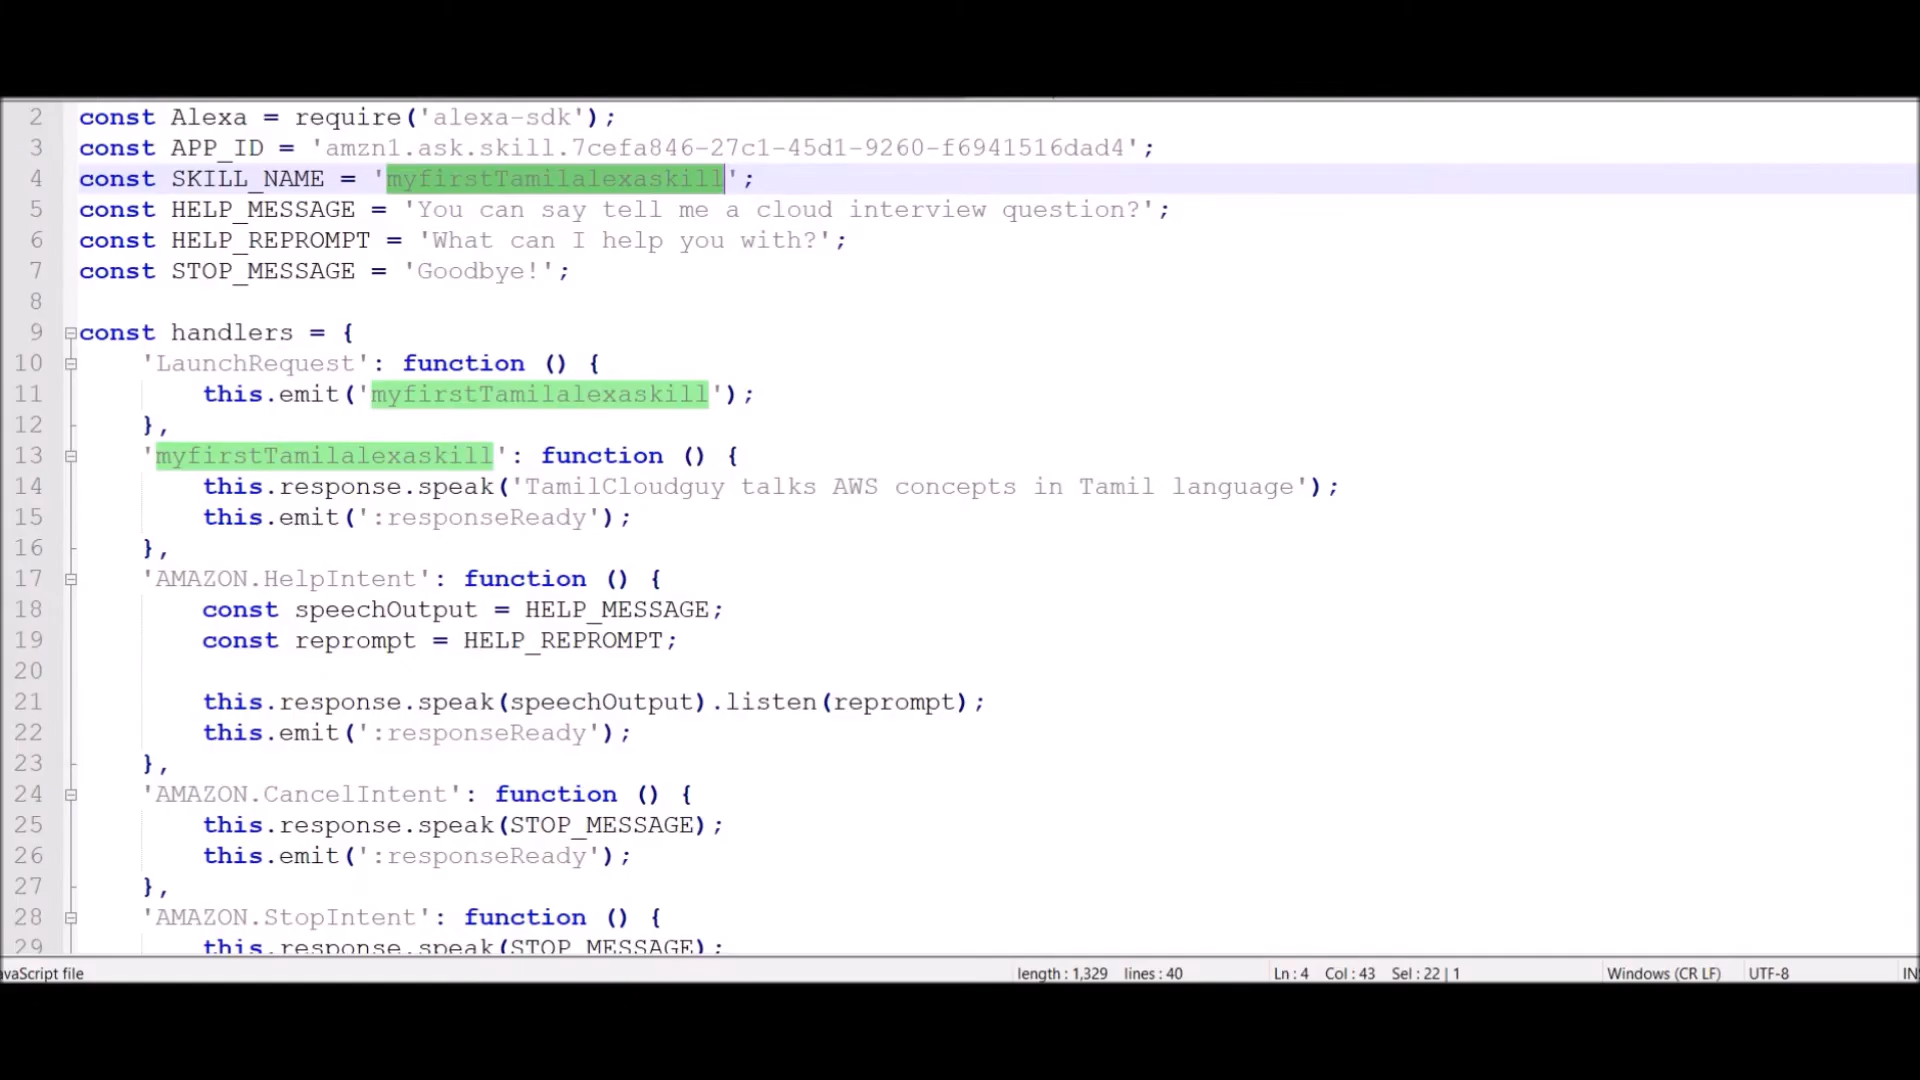 2 const Alexa = require('alexa-sdk');
3 const APP_ID = 'amzn1.ask.skill.7cefa846-27c1-45d1-9260-f6941516dad4';
4 const SKILL_NAME = 'myfirstTamilalexaskill';
5 const HELP_MESSAGE = 'You can say tell me a cloud interview question?';
6 const HELP_REPROMPT = 'What can I help you with?';
7 const STOP_MESSAGE = 'Goodbye!';
8
9 const handlers = {
10 'LaunchRequest': function () {
11 this.emit('myfirstTamilalexaskill');
12 },
13 'myfirstTamilalexaskill': function () {
14 this.response.speak('TamilCloudguy talks AWS concepts in Tamil language');
15 this.emit(':responseReady');
16 },
17 'AMAZON.HelpIntent': function () {
18 const speechOutput = HELP_MESSAGE;
19 const reprompt = HELP_REPROMPT;
20
21 this.response.speak(speechOutput).listen(reprompt);
22 this.emit(':responseReady');
23 },
24 'AMAZON.CancelIntent': function () {
25 this.response.speak(STOP_MESSAGE);
26 this.emit(':responseReady');
27 },
28 'AMAZON.StopIntent': function () {
29 this.response.speak(STOP_MESSAGE);
avaScript file length : 1,329 lines : 40 Ln : 4 Col : 43 Sel : 22 | 1 Windows (CR LF) UTF-8 IN